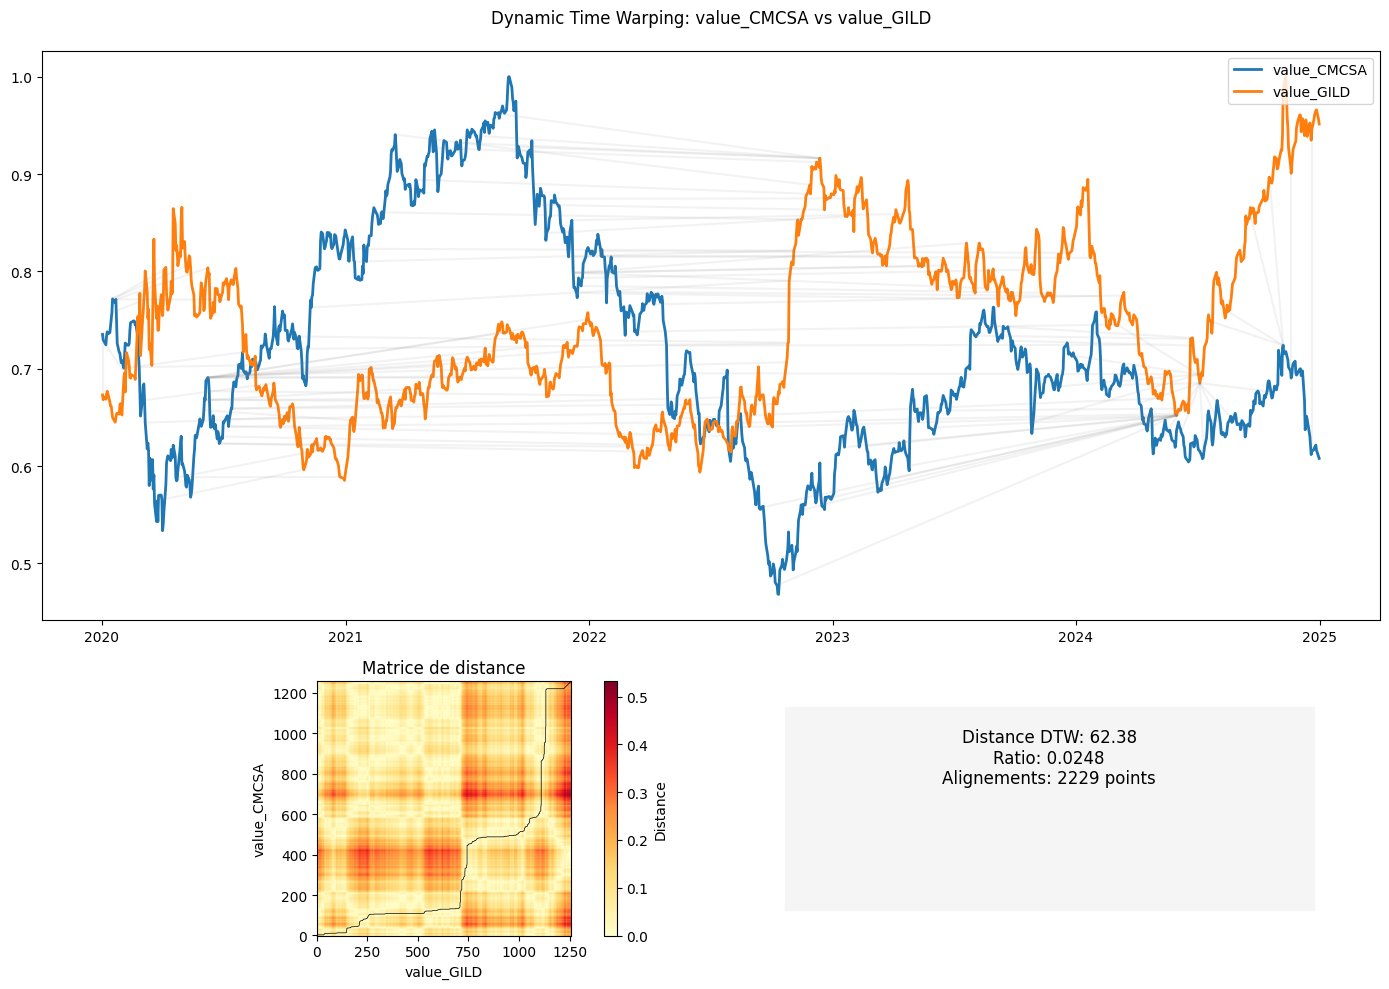 Dynamic Time Warping: value_CMCSA vs value_GILD
value_CMCSA
value_GILD
1.0
0.9
0.8
0.7
0.6
0.5
2020 2021 2022 2023 2024 2025
Matrice de distance
1200
1000
800
600
400
200
0
value_CMCSA
0 250 500 750 1000 1250
value_GILD
0.5
0.4
0.3
0.2
0.1
0.0
Distance
Distance DTW: 62.38
Ratio: 0.0248
Alignements: 2229 points